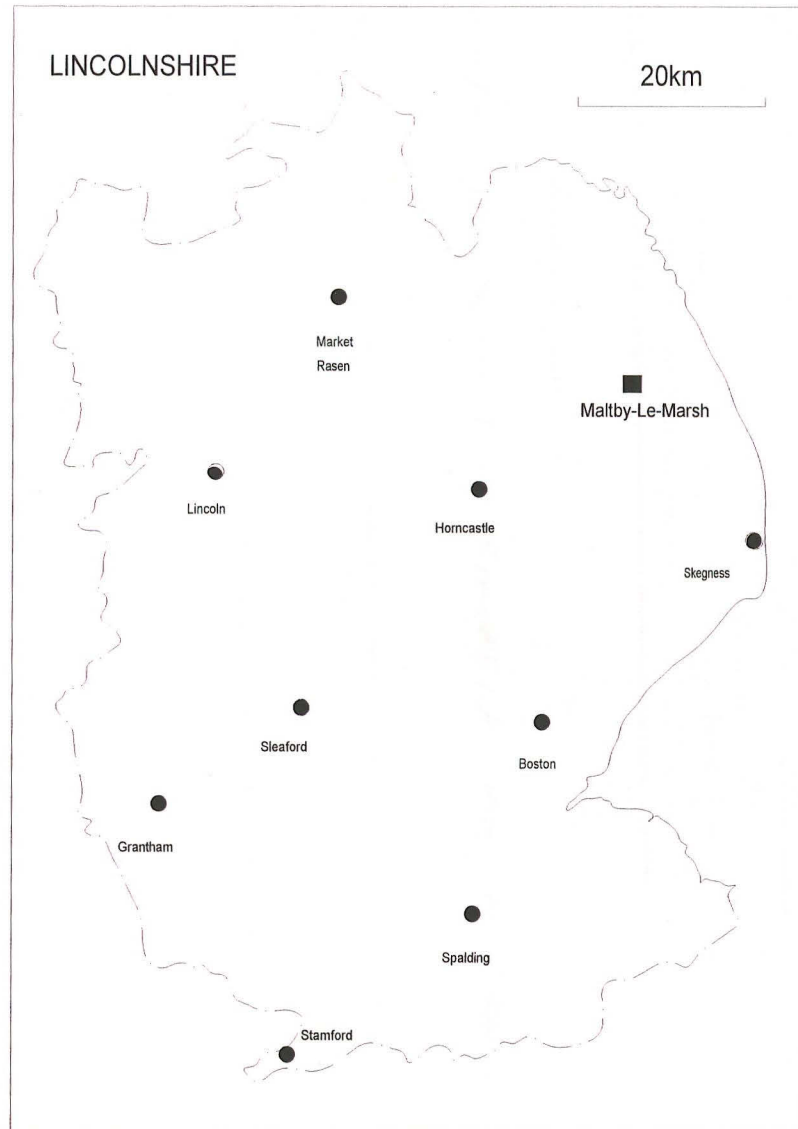 LINCOLNSHIRE
20km
Market
Rasen
Maltby-Le-Marsh
Lincoln
Horncastle
Skegness
Sleaford
Boston
Grantham
Spalding
Stamford